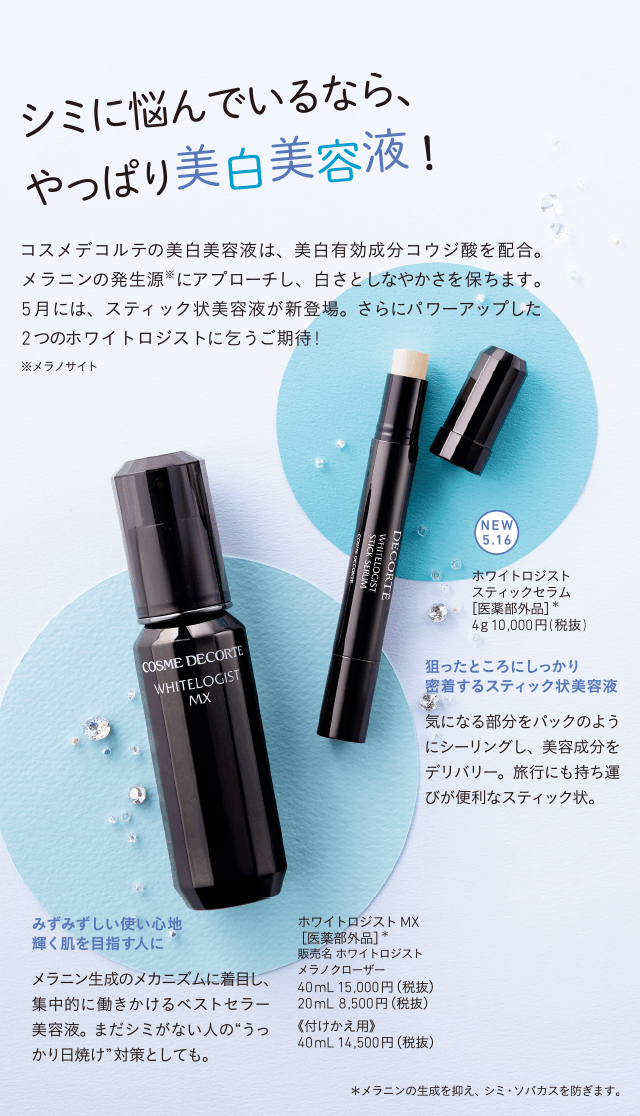 シミに悩んでいるなら、
やっぱり美白美容液！
コスメデコルテの美白美容液は、美白有効成分コウジ酸を配合。
メラニンの発生源※にアプローチし、白さとしなやかさを保ちます。
5月には、スティック状美容液が新登場。さらにパワーアップした
2つのホワイトロジストに乞うご期待！
※メラノサイト
DECORTE
WHITELOGIST
STICK SERUM
COSME DECORTE
NEW
5.16
ホワイトロジスト
スティックセラム
［医薬部外品］＊
4g 10,000円（税抜）
狙ったところにしっかり
密着するスティック状美容液
気になる部分をパックのよう
にシーリングし、美容成分を
デリバリー。旅行にも持ち運
びが便利なスティック状。
COSME DECORTE
WHITELOGIST
MX
みずみずしい使い心地
輝く肌を目指す人に
メラニン生成のメカニズムに着目し、
集中的に働きかけるベストセラー
美容液。まだシミがない人の“うっ
かり日焼け”対策としても。
ホワイトロジスト MX
［医薬部外品］＊
販売名 ホワイトロジスト
メラノクローザー
40mL 15,000円（税抜）
20mL 8,500円（税抜）
《付けかえ用》
40mL 14,500円（税抜）
＊メラニンの生成を抑え、シミ・ソバカスを防ぎます。